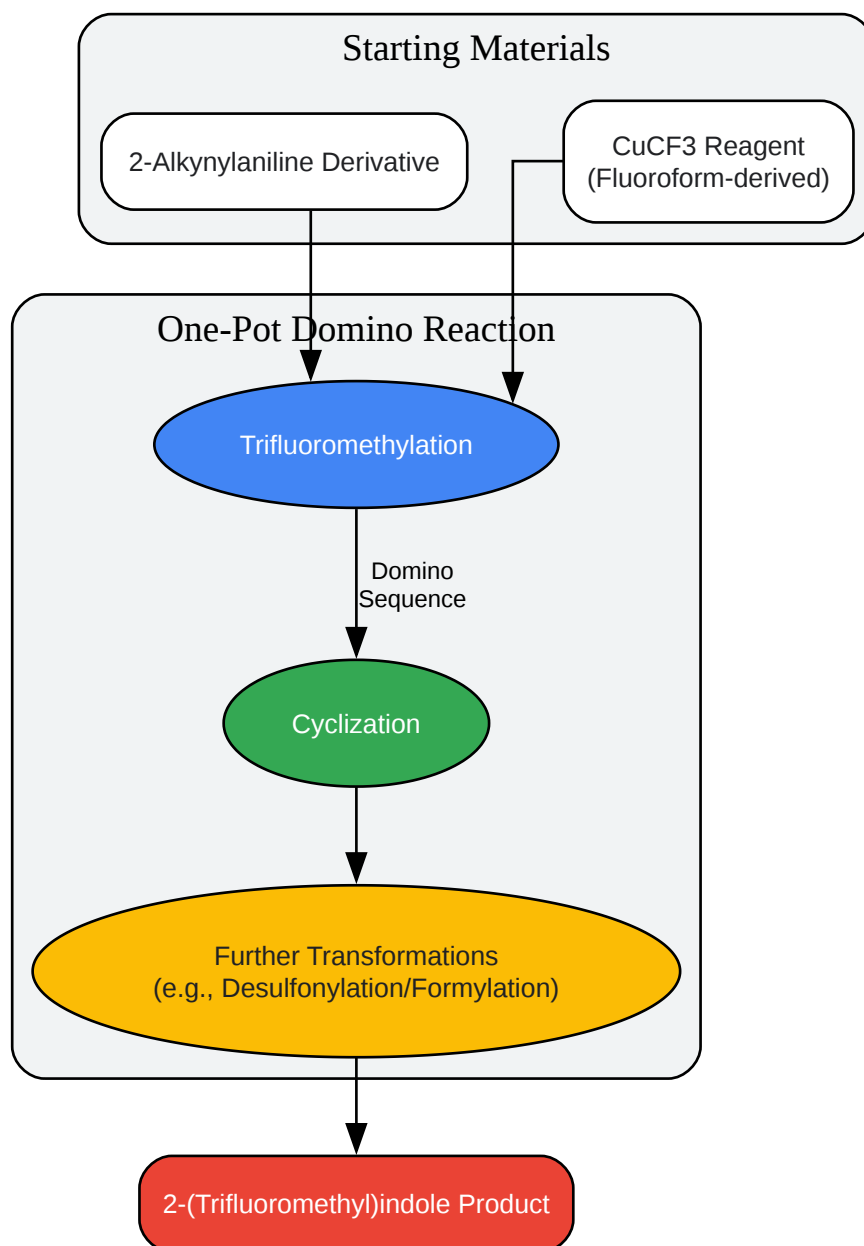 Starting Materials
2-Alkynylaniline Derivative
CuCF3 Reagent
(Fluoroform-derived)
One-Pot Domino Reaction
Trifluoromethylation
Domino
Sequence
Cyclization
Further Transformations
(e.g., Desulfonylation/Formylation)
2-(Trifluoromethyl)indole Product